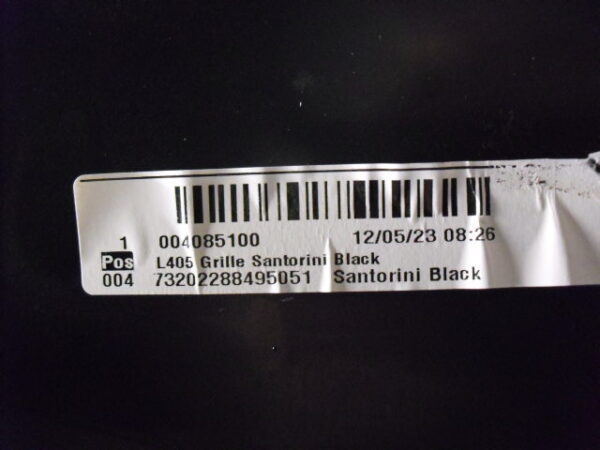 1 004085100 12/05/23 08:26
Pos L405 Grille Santorini Black
004 73202288495051 Santorini Black